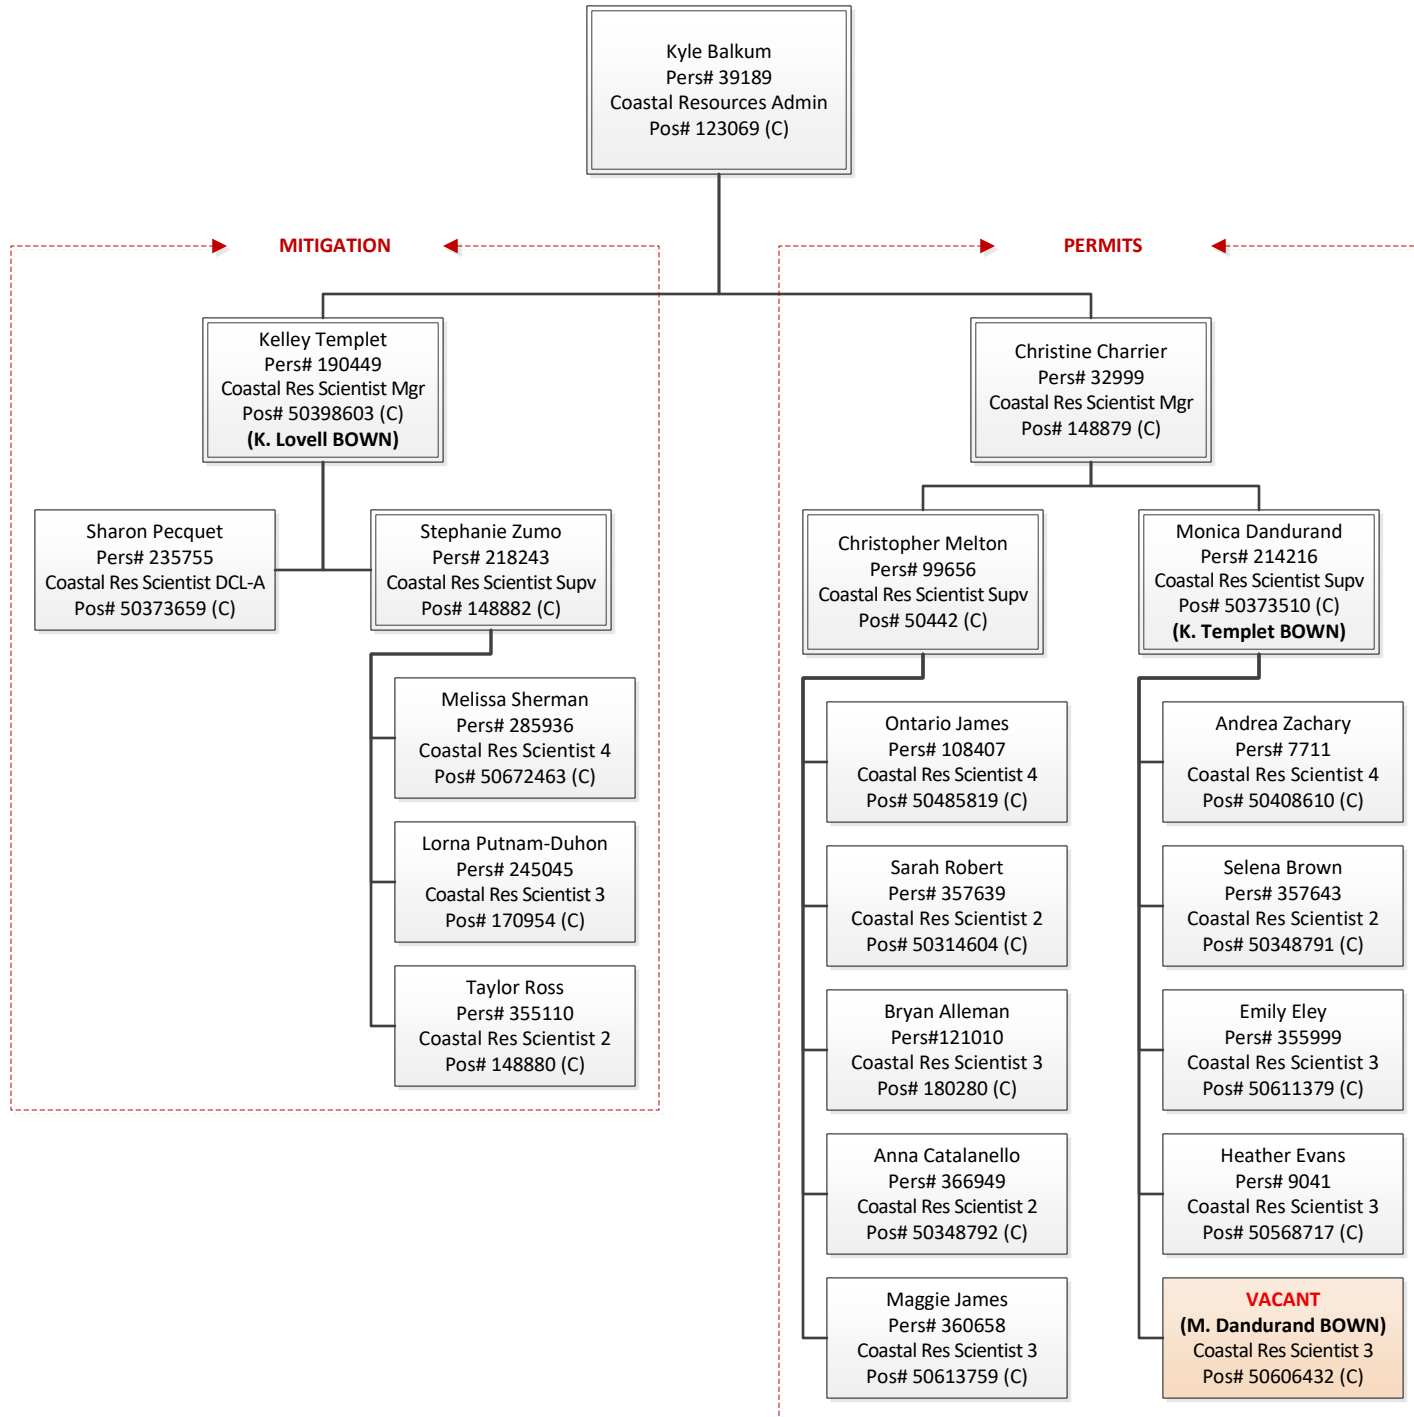 Kyle Balkum
Pers# 39189
Coastal Resources Admin
Pos# 123069 (C)
MITIGATION
Kelley Templet
Pers# 190449
Coastal Res Scientist Mgr
Pos# 50398603 (C)
(K. Lovell BOWN)
Sharon Pecquet
Pers# 235755
Coastal Res Scientist DCL-A
Pos# 50373659 (C)
Stephanie Zumo
Pers# 218243
Coastal Res Scientist Supv
Pos# 148882 (C)
Melissa Sherman
Pers# 285936
Coastal Res Scientist 4
Pos# 50672463 (C)
Lorna Putnam-Duhon
Pers# 245045
Coastal Res Scientist 3
Pos# 170954 (C)
Taylor Ross
Pers# 355110
Coastal Res Scientist 2
Pos# 148880 (C)
PERMITS
Christine Charrier
Pers# 32999
Coastal Res Scientist Mgr
Pos# 148879 (C)
Christopher Melton
Pers# 99656
Coastal Res Scientist Supv
Pos# 50442 (C)
Ontario James
Pers# 108407
Coastal Res Scientist 4
Pos# 50485819 (C)
Sarah Robert
Pers# 357639
Coastal Res Scientist 2
Pos# 50314604 (C)
Bryan Alleman
Pers#121010
Coastal Res Scientist 3
Pos# 180280 (C)
Anna Catalanello
Pers# 366949
Coastal Res Scientist 2
Pos# 50348792 (C)
Maggie James
Pers# 360658
Coastal Res Scientist 3
Pos# 50613759 (C)
Monica Dandurand
Pers# 214216
Coastal Res Scientist Supv
Pos# 50373510 (C)
(K. Templet BOWN)
Andrea Zachary
Pers# 7711
Coastal Res Scientist 4
Pos# 50408610 (C)
Selena Brown
Pers# 357643
Coastal Res Scientist 2
Pos# 50348791 (C)
Emily Eley
Pers# 355999
Coastal Res Scientist 3
Pos# 50611379 (C)
Heather Evans
Pers# 9041
Coastal Res Scientist 3
Pos# 50568717 (C)
VACANT
(M. Dandurand BOWN)
Coastal Res Scientist 3
Pos# 50606432 (C)